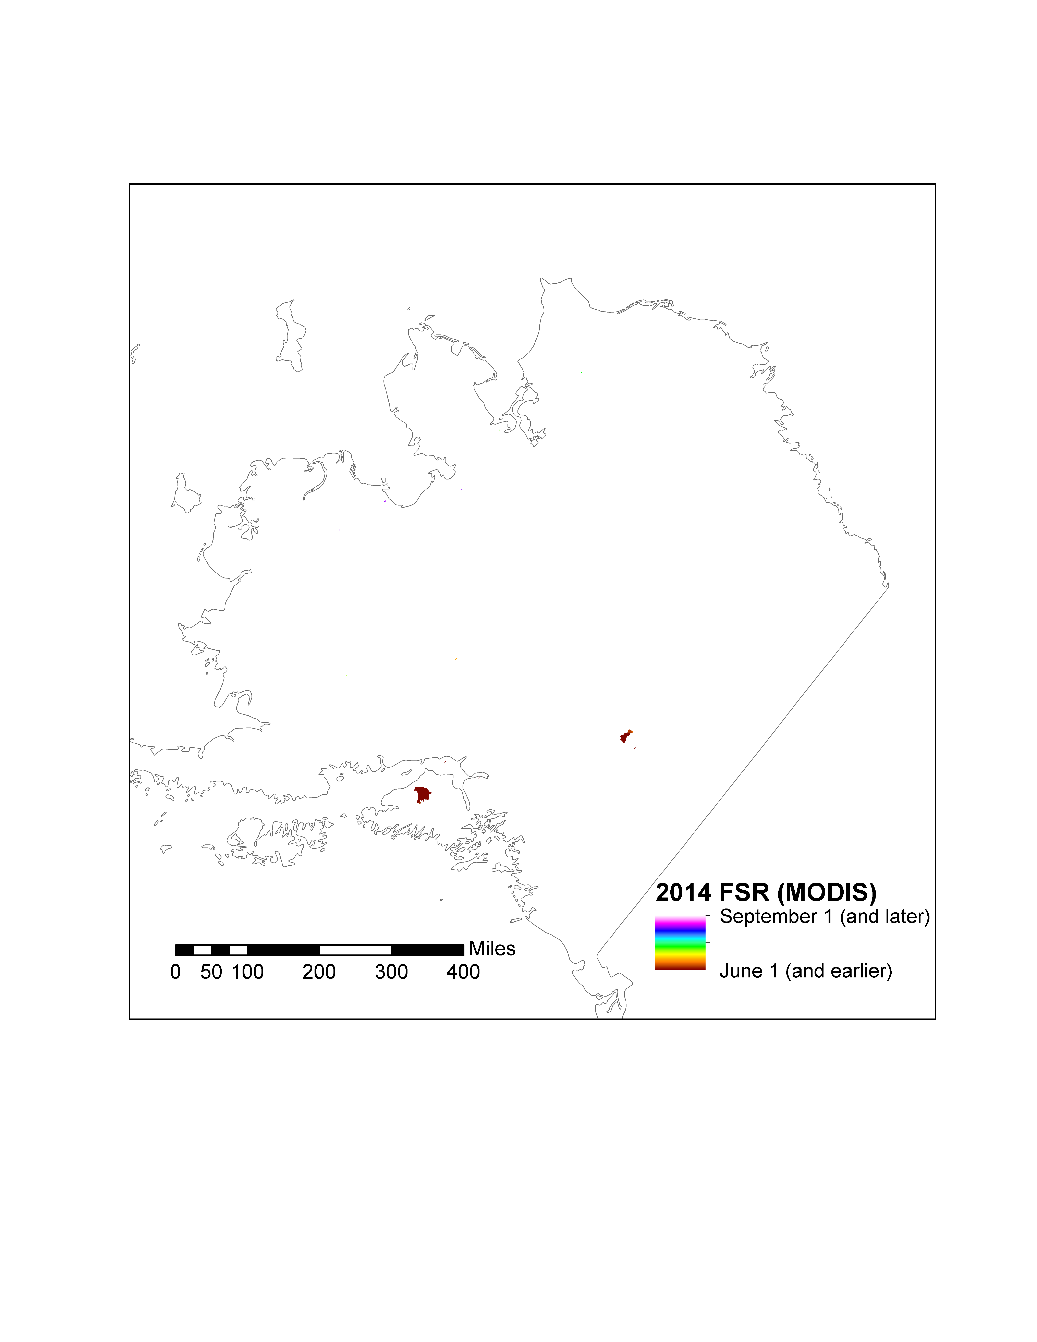 2014 FSR (MODIS)
September 1 (and later)
June 1 (and earlier)
Miles
0 50 100 200 300 400